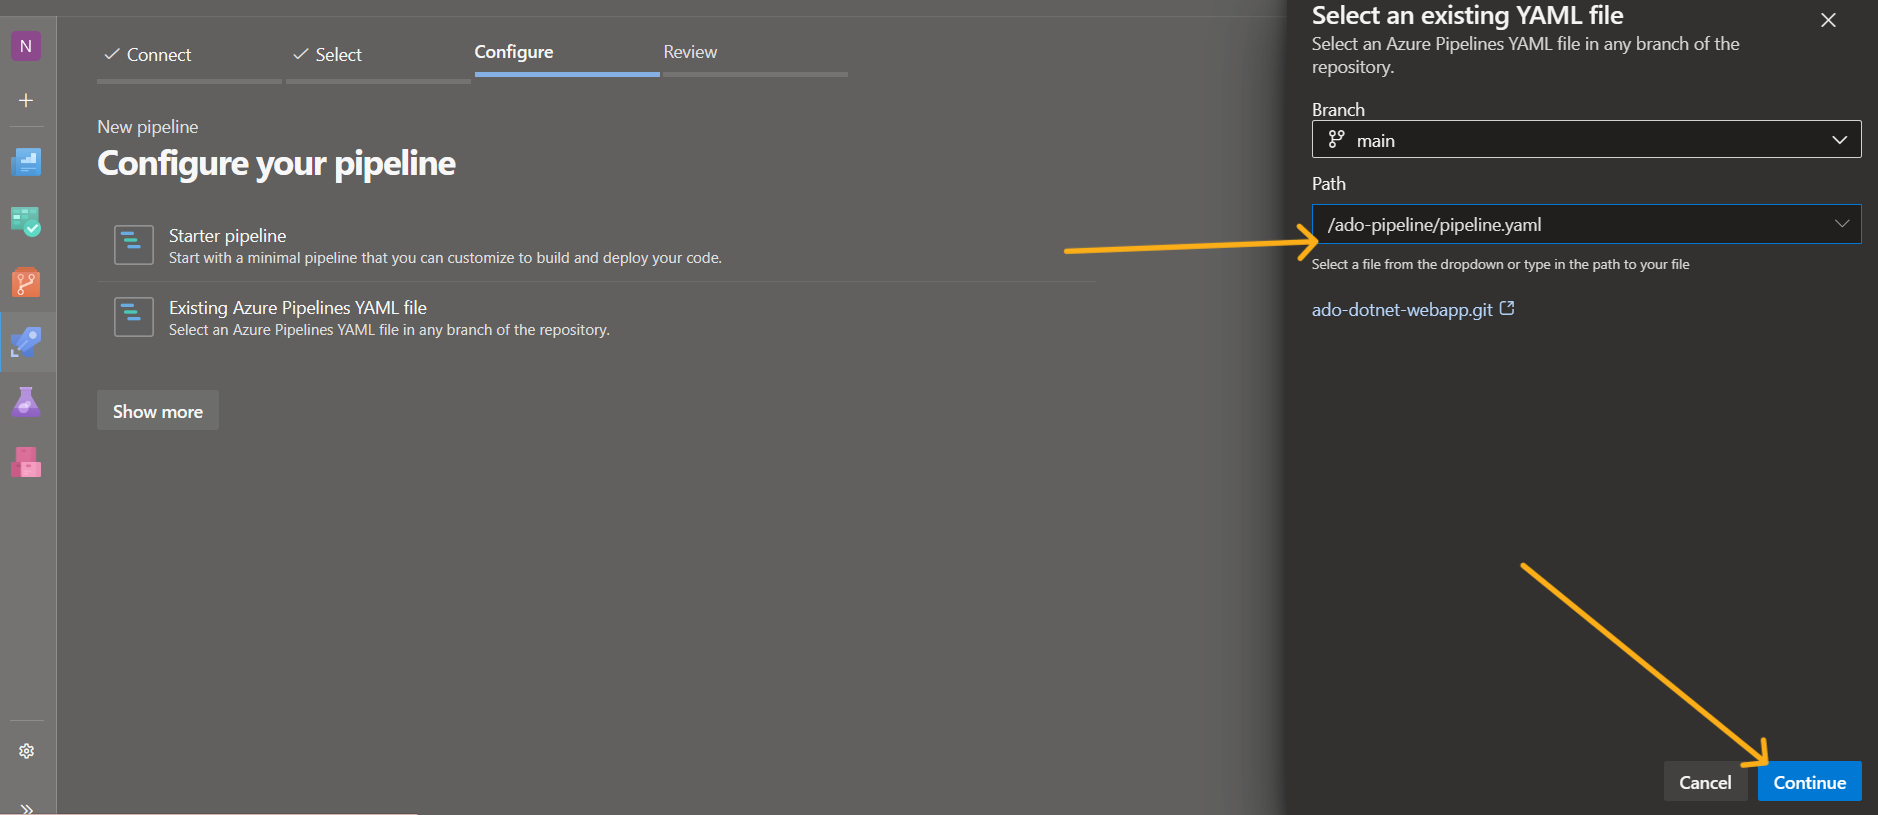 N
Connect
Select
Configure
Review
New pipeline
Configure your pipeline
Starter pipeline
Start with a minimal pipeline that you can customize to build and deploy your code.
Existing Azure Pipelines YAML file
Select an Azure Pipelines YAML file in any branch of the repository.
Show more
Select an existing YAML file
Select an Azure Pipelines YAML file in any branch of the
repository.
Branch
main
Path
/ado-pipeline/pipeline.yaml
Select a file from the dropdown or type in the path to your file
ado-dotnet-webapp.git
Cancel
Continue